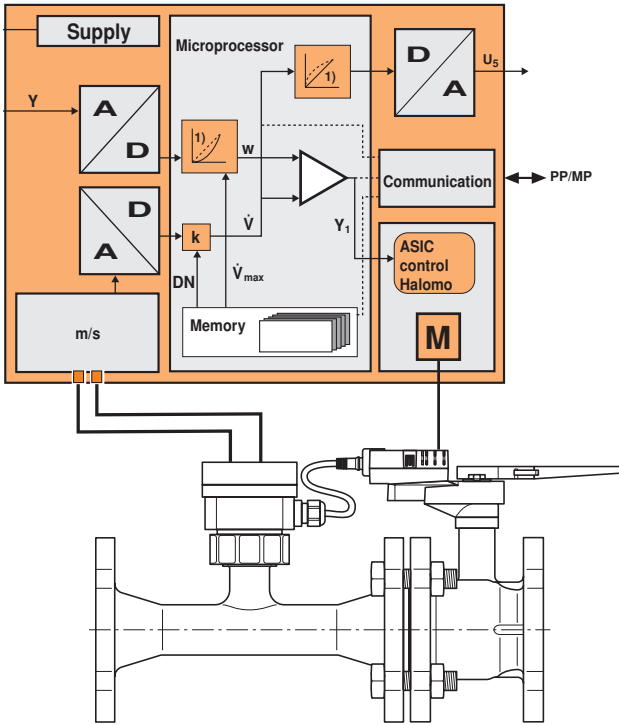 Supply
Microprocessor
D
A
U5
1)
Y
A
D
1)
w
Communication
PP/MP
D
A
k
V̇
Y1
ASIC
control
Halomo
DN
V̇max
m/s
Memory
M